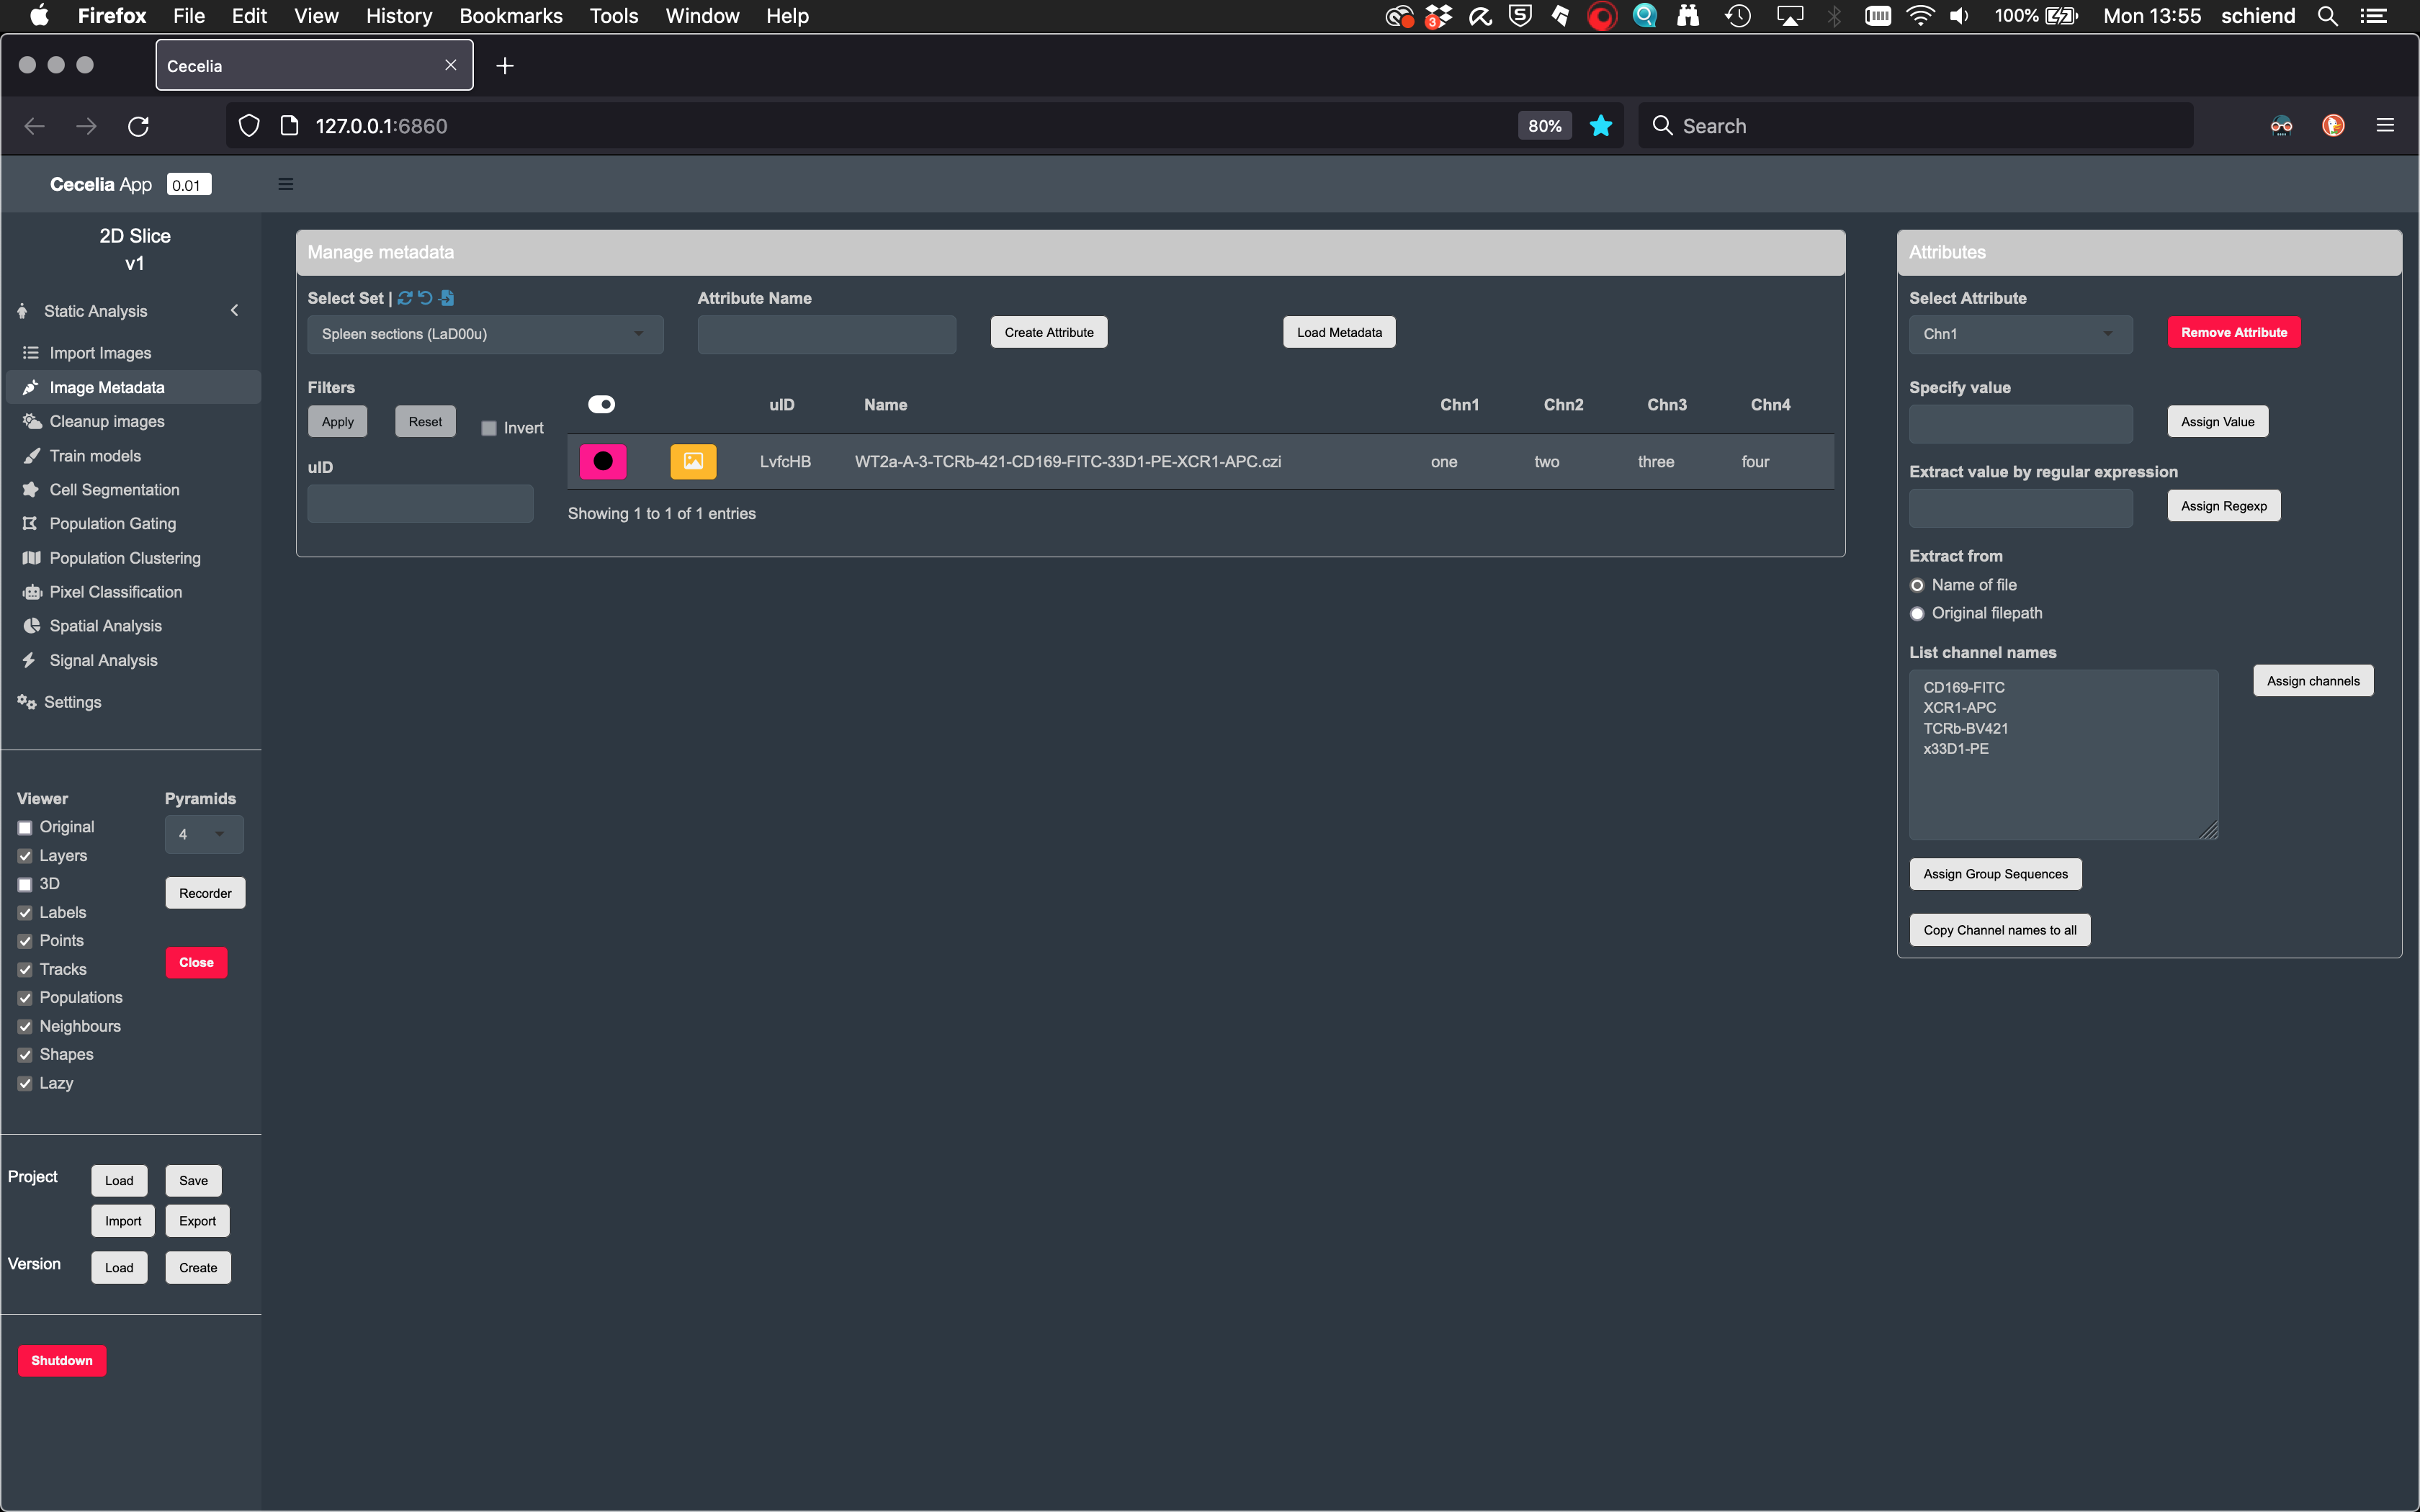 Firefox File Edit View History Bookmarks Tools Window Help 3 100% Mon 13:55 schiend
Cecelia
127.0.0.1:6860 80% Search
Cecelia App 0.01
2D Slice
v1
Static Analysis
Import Images
Image Metadata
Cleanup images
Train models
Cell Segmentation
Population Gating
Population Clustering
Pixel Classification
Spatial Analysis
Signal Analysis
Settings
Viewer Pyramids
Original 4
Layers
3D Recorder
Labels
Points
Tracks Close
Populations
Neighbours
Shapes
Lazy
Project Load Save
Import Export
Version Load Create
Shutdown
Manage metadata
Select Set | Attribute Name
Spleen sections (LaD00u) Create Attribute Load Metadata
Filters
Apply Reset Invert
uID
uID Name Chn1 Chn2 Chn3 Chn4
LvfcHB WT2a-A-3-TCRb-421-CD169-FITC-33D1-PE-XCR1-APC.czi one two three four
Showing 1 to 1 of 1 entries
Attributes
Select Attribute
Chn1 Remove Attribute
Specify value
Assign Value
Extract value by regular expression
Assign Regexp
Extract from
Name of file
Original filepath
List channel names
Assign channels
CD169-FITC
XCR1-APC
TCRb-BV421
x33D1-PE
Assign Group Sequences
Copy Channel names to all